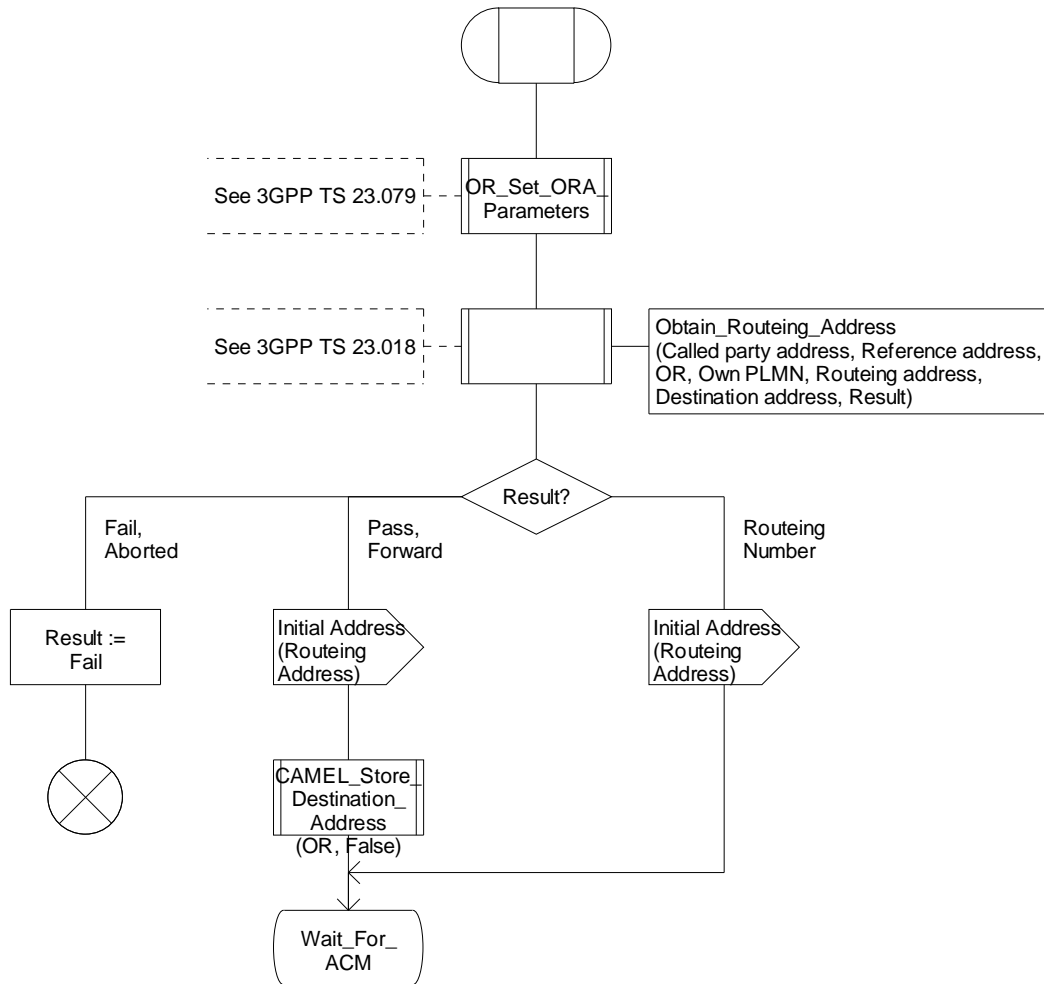 See 3GPP TS 23.079
OR_Set_ORA_
Parameters
See 3GPP TS 23.018
Obtain_Routeing_Address
(Called party address, Reference address,
OR, Own PLMN, Routeing address,
Destination address, Result)
Result?
Fail,
Aborted
Pass,
Forward
Routeing
Number
Result :=
Fail
Initial Address
(Routeing
Address)
Initial Address
(Routeing
Address)
CAMEL_Store_
Destination_
Address
(OR, False)
Wait_For_
ACM